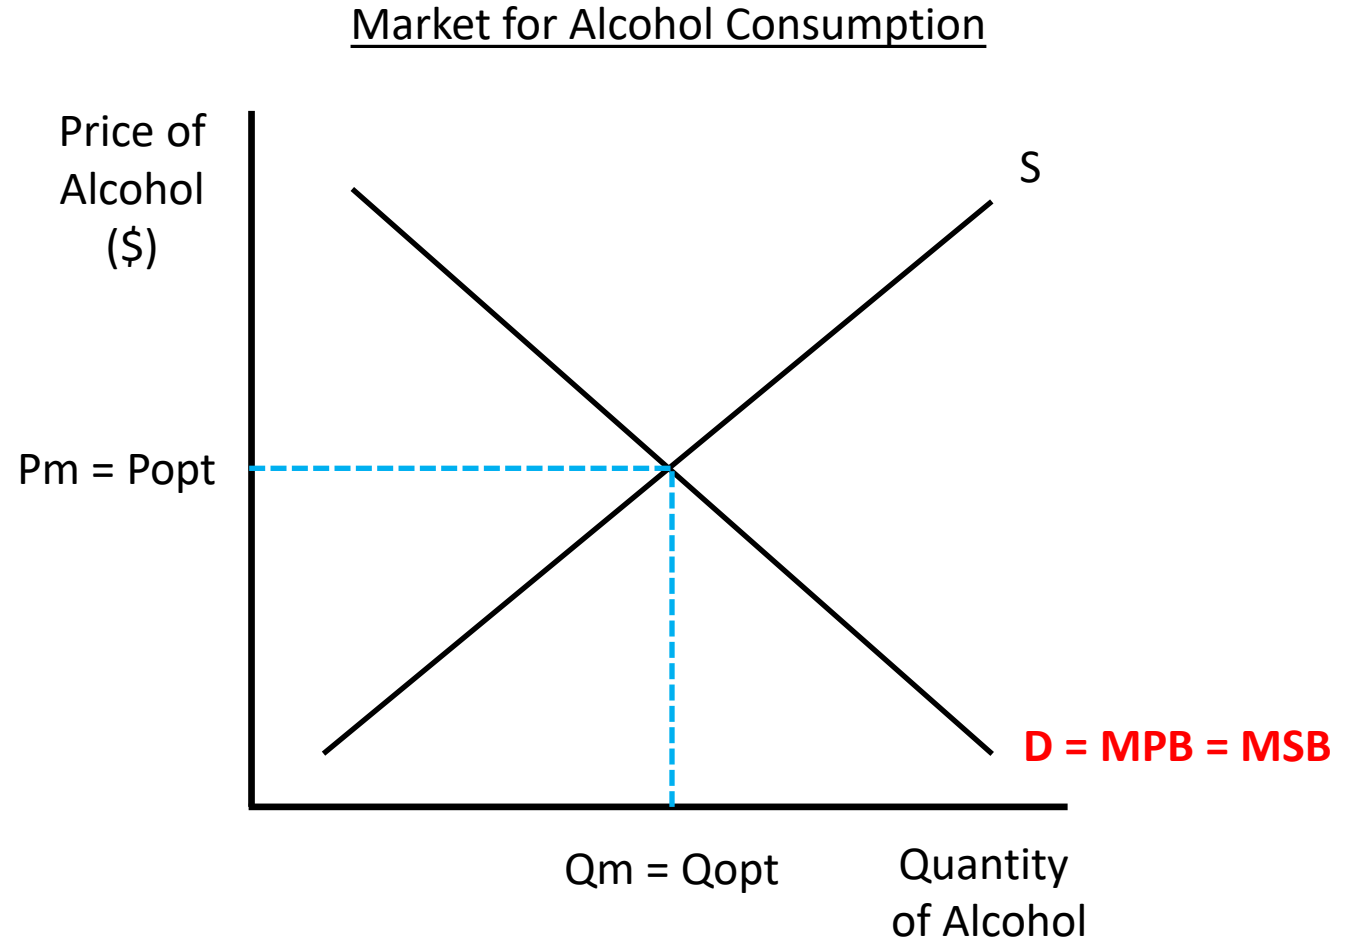 Market for Alcohol Consumption
Price of
Alcohol
($)
S
Pm = Popt
D = MPB = MSB
Qm = Qopt
Quantity
of Alcohol